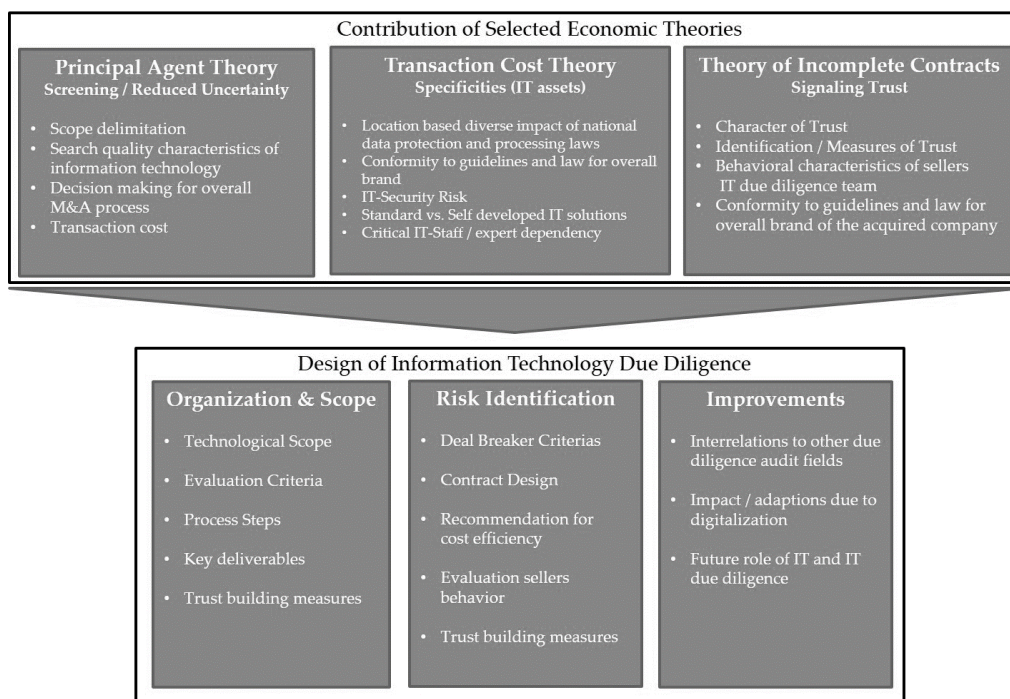 Contribution of Selected Economic Theories
Principal Agent Theory
Screening / Reduced Uncertainty
• Scope delimitation
• Search quality characteristics of
information technology
• Decision making for overall
M&A process
• Transaction cost
Transaction Cost Theory
Specificities (IT assets)
• Location based diverse impact of national
data protection and processing laws
• Conformity to guidelines and law for overall
brand
• IT-Security Risk
• Standard vs. Self developed IT solutions
• Critical IT-Staff / expert dependency
Theory of Incomplete Contracts
Signaling Trust
• Character of Trust
• Identification / Measures of Trust
• Behavioral characteristics of sellers
IT due diligence team
• Conformity to guidelines and law for
overall brand of the acquired company
Design of Information Technology Due Diligence
Organization & Scope
• Technological Scope
• Evaluation Criteria
• Process Steps
• Key deliverables
• Trust building measures
Risk Identification
• Deal Breaker Criterias
• Contract Design
• Recommendation for
cost efficiency
• Evaluation sellers
behavior
• Trust building measures
Improvements
• Interrelations to other due
diligence audit fields
• Impact / adaptions due to
digitalization
• Future role of IT and IT
due diligence